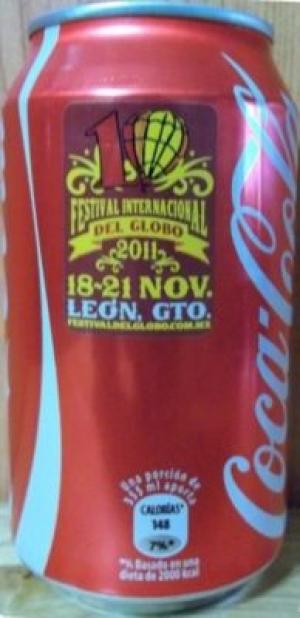 10
FESTIVAL INTERNACIONAL
DEL GLOBO
2011
18-21 NOV.
LEÓN, GTO.
FESTIVALDELGLOBO.COM.MX
Coca-Cola
Una porción de
355 ml aporta
CALORÍAS*
148
7%*
*% Basado en una
dieta de 2000 kcal